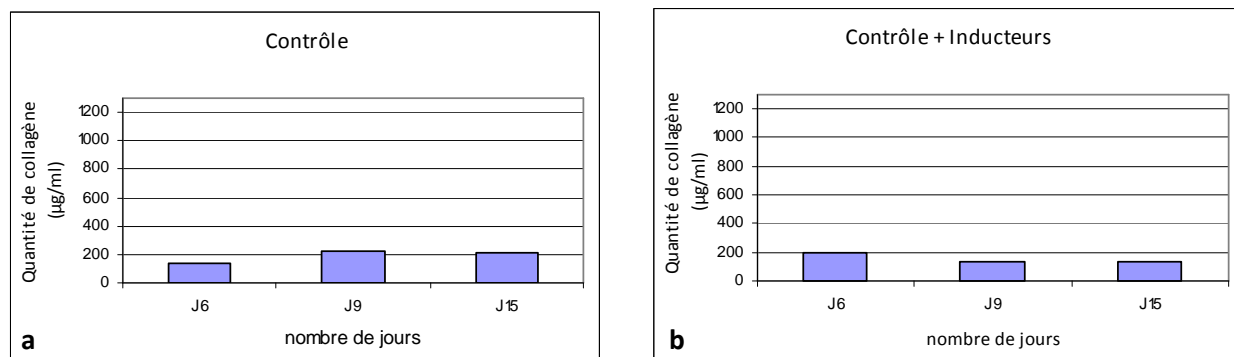 Contrôle
Quantité de collagène
(µg/ml)
1200
1000
800
600
400
200
0
J6
J9
J15
nombre de jours
a
Contrôle + Inducteurs
Quantité de collagène
(µg/ml)
1200
1000
800
600
400
200
0
J6
J9
J15
nombre de jours
b